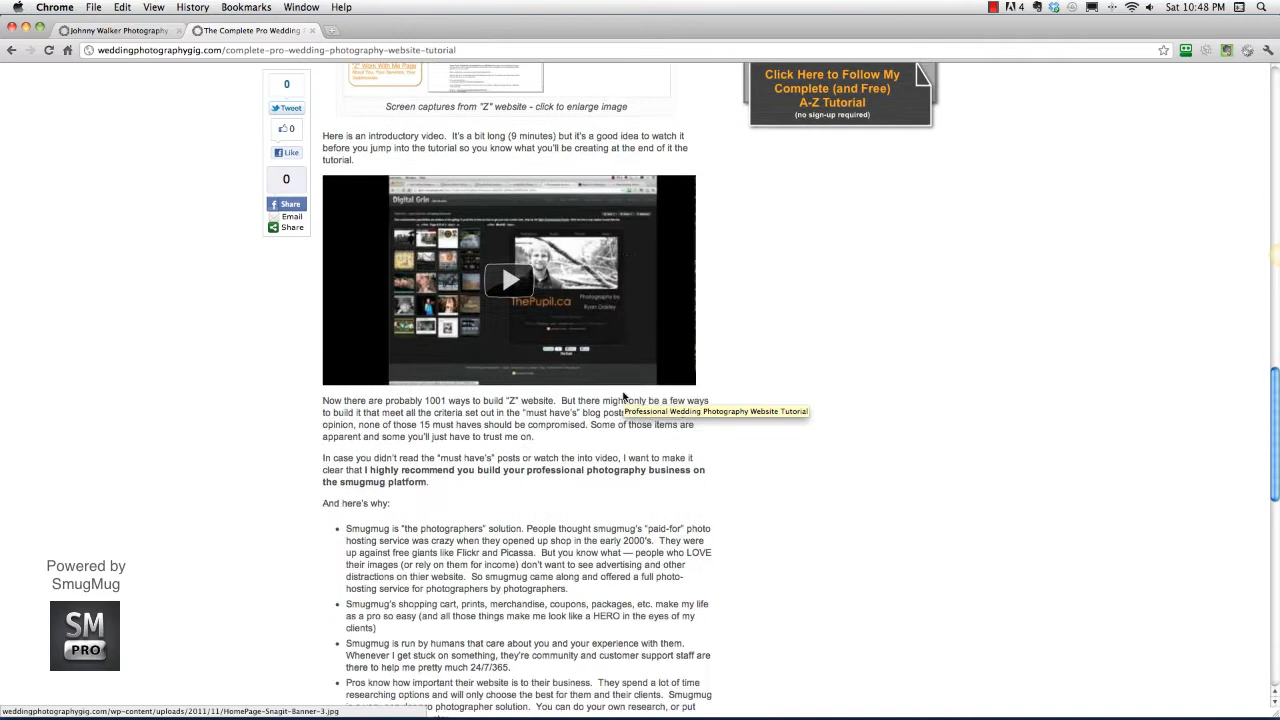 Chrome File Edit View History Bookmarks Window Help
4 Sat 10:48 PM
Johnny Walker Photography
The Complete Pro Wedding
weddingphotographygig.com/complete-pro-wedding-photography-website-tutorial
"Z" Work With Me Page
About You, Your Services, Your
Testimonials
Screen captures from "Z" website - click to enlarge image
Click Here to Follow My
Complete (and Free)
A-Z Tutorial
(no sign-up required)
0
Tweet
0
Like
0
Share
Email
Share
Here is an introductory video. It's a bit long (9 minutes) but it's a good idea to watch it
before you jump into the tutorial so you know what you'll be creating at the end of it the
tutorial.
Digital Grin
ThePupil.ca
Photography by
Ryan Oakley
Now there are probably 1001 ways to build "Z" website. But there might only be a few ways
to build it that meet all the criteria set out in the "must have's" blog post
Professional Wedding Photography Website Tutorial
opinion, none of those 15 must haves should be compromised. Some of those items are
apparent and some you'll just have to trust me on.
In case you didn't read the "must have's" posts or watch the into video, I want to make it
clear that I highly recommend you build your professional photography business on
the smugmug platform.
And here's why:
Smugmug is "the photographers" solution. People thought smugmug's "paid-for" photo
hosting service was crazy when they opened up shop in the early 2000's. They were
up against free giants like Flickr and Picassa. But you know what — people who LOVE
their images (or rely on them for income) don't want to see advertising and other
distractions on thier website. So smugmug came along and offered a full photo-
hosting service for photographers by photographers.
Smugmug's shopping cart, prints, merchandise, coupons, packages, etc. make my life
as a pro so easy (and all those things make me look like a HERO in the eyes of my
clients)
Smugmug is run by humans that care about you and your experience with them.
Whenever I get stuck on something, they're community and customer support staff are
there to help me pretty much 24/7/365.
Pros know how important their website is to their business. They spend a lot of time
researching options and will only choose the best for them and their clients. Smugmug
photographer solution. You can do your own research, or put
Powered by
SmugMug
SM
PRO
weddingphotographygig.com/wp-content/uploads/2011/11/HomePage-Snagit-Banner-3.jpg